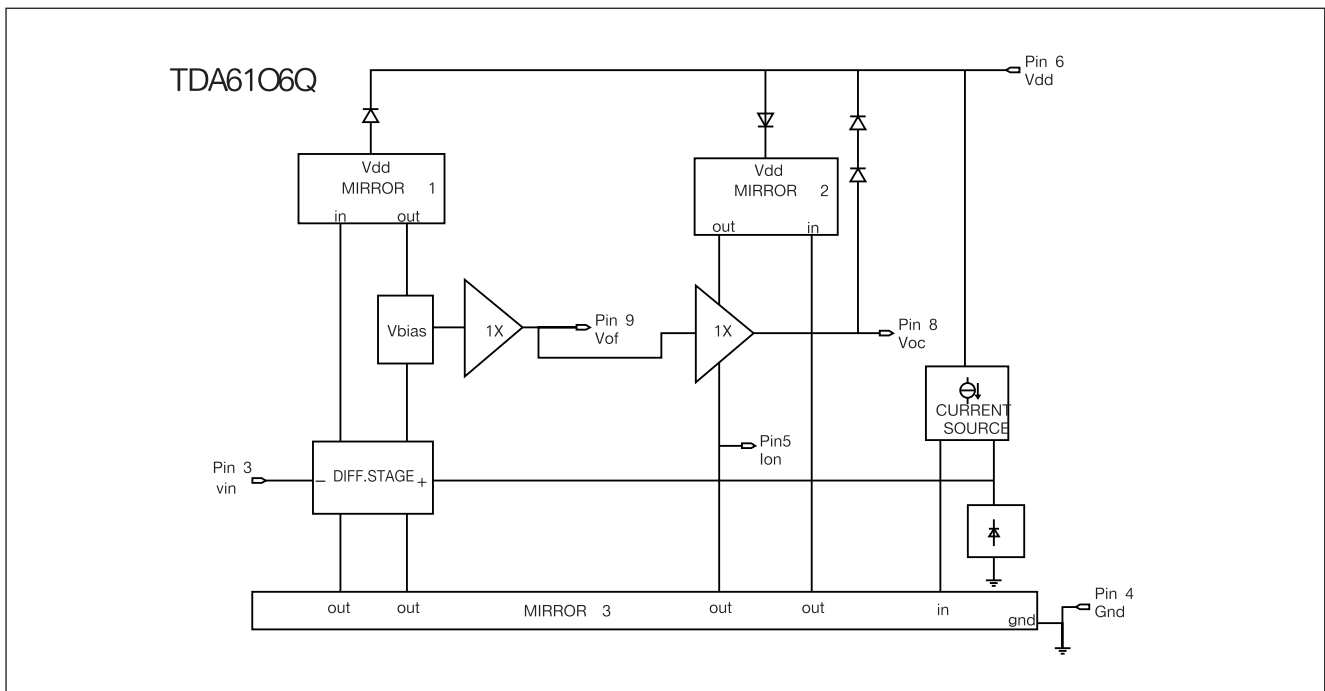 TDA61O6Q
Pin 6
Vdd
Vdd
MIRROR 1
in out
Vdd
MIRROR 2
out in
Vbias
1X
Pin 9
Vof
1X
Pin 8
Voc
CURRENT
SOURCE
Pin5
Ion
Pin 3
vin
− DIFF.STAGE +
out out MIRROR 3 out out in
gnd
Pin 4
Gnd